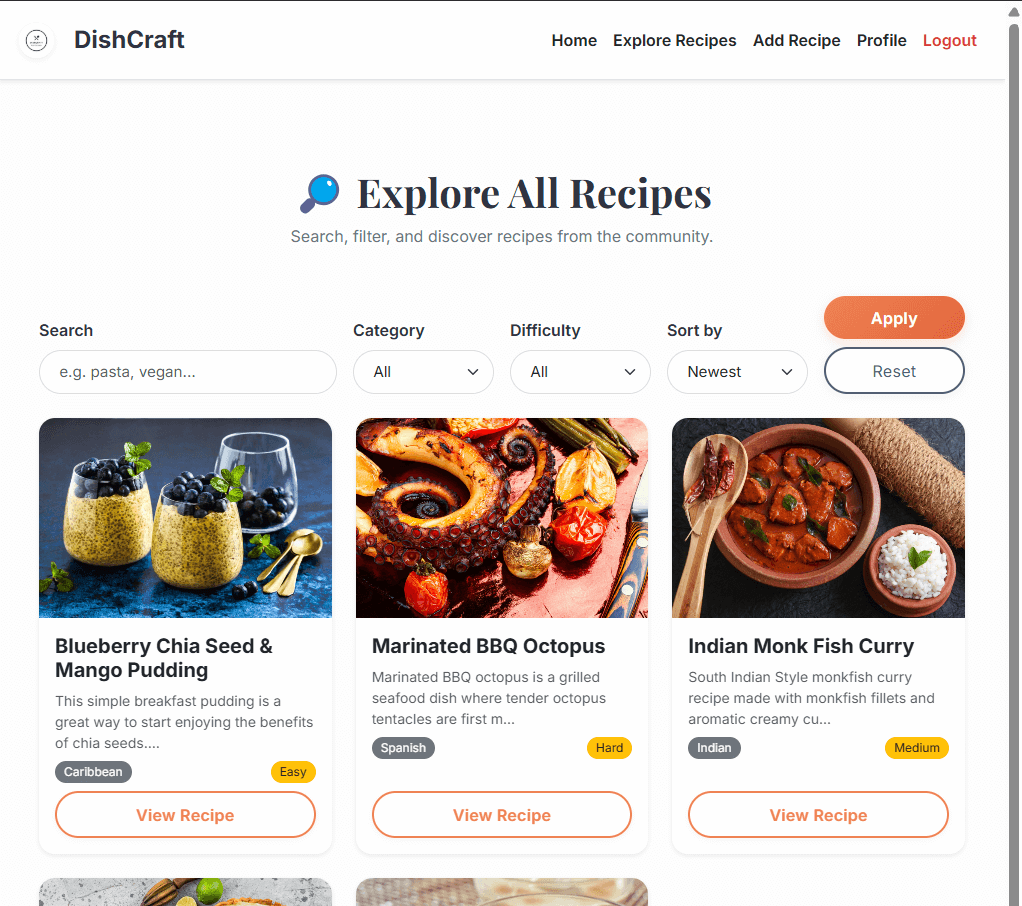 DishCraft
Home Explore Recipes Add Recipe Profile Logout
Explore All Recipes
Search, filter, and discover recipes from the community.
Search Category Difficulty Sort by Apply
e.g. pasta, vegan... All All Newest Reset
Blueberry Chia Seed &
Mango Pudding
This simple breakfast pudding is a
great way to start enjoying the benefits
of chia seeds....
Caribbean Easy
View Recipe
Marinated BBQ Octopus
Marinated BBQ octopus is a grilled
seafood dish where tender octopus
tentacles are first m...
Spanish Hard
View Recipe
Indian Monk Fish Curry
South Indian Style monkfish curry
recipe made with monkfish fillets and
aromatic creamy cu...
Indian Medium
View Recipe